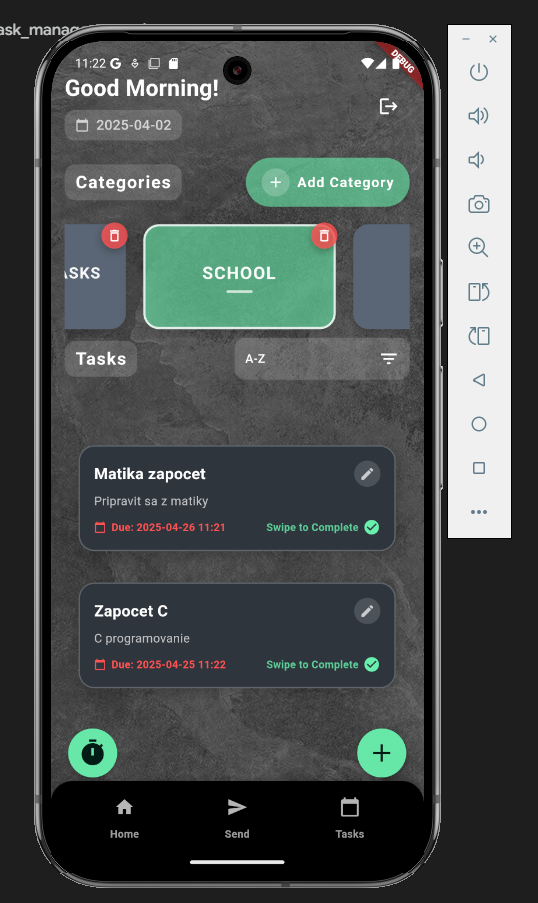 ask_manag
11:22
DEBUG
Good Morning!
2025-04-02
Categories
+ Add Category
ASKS
SCHOOL
Tasks
A-Z
Matika zapocet
Pripravit sa z matiky
Due: 2025-04-26 11:21
Swipe to Complete
Zapocet C
C programovanie
Due: 2025-04-25 11:22
Swipe to Complete
Home
Send
Tasks